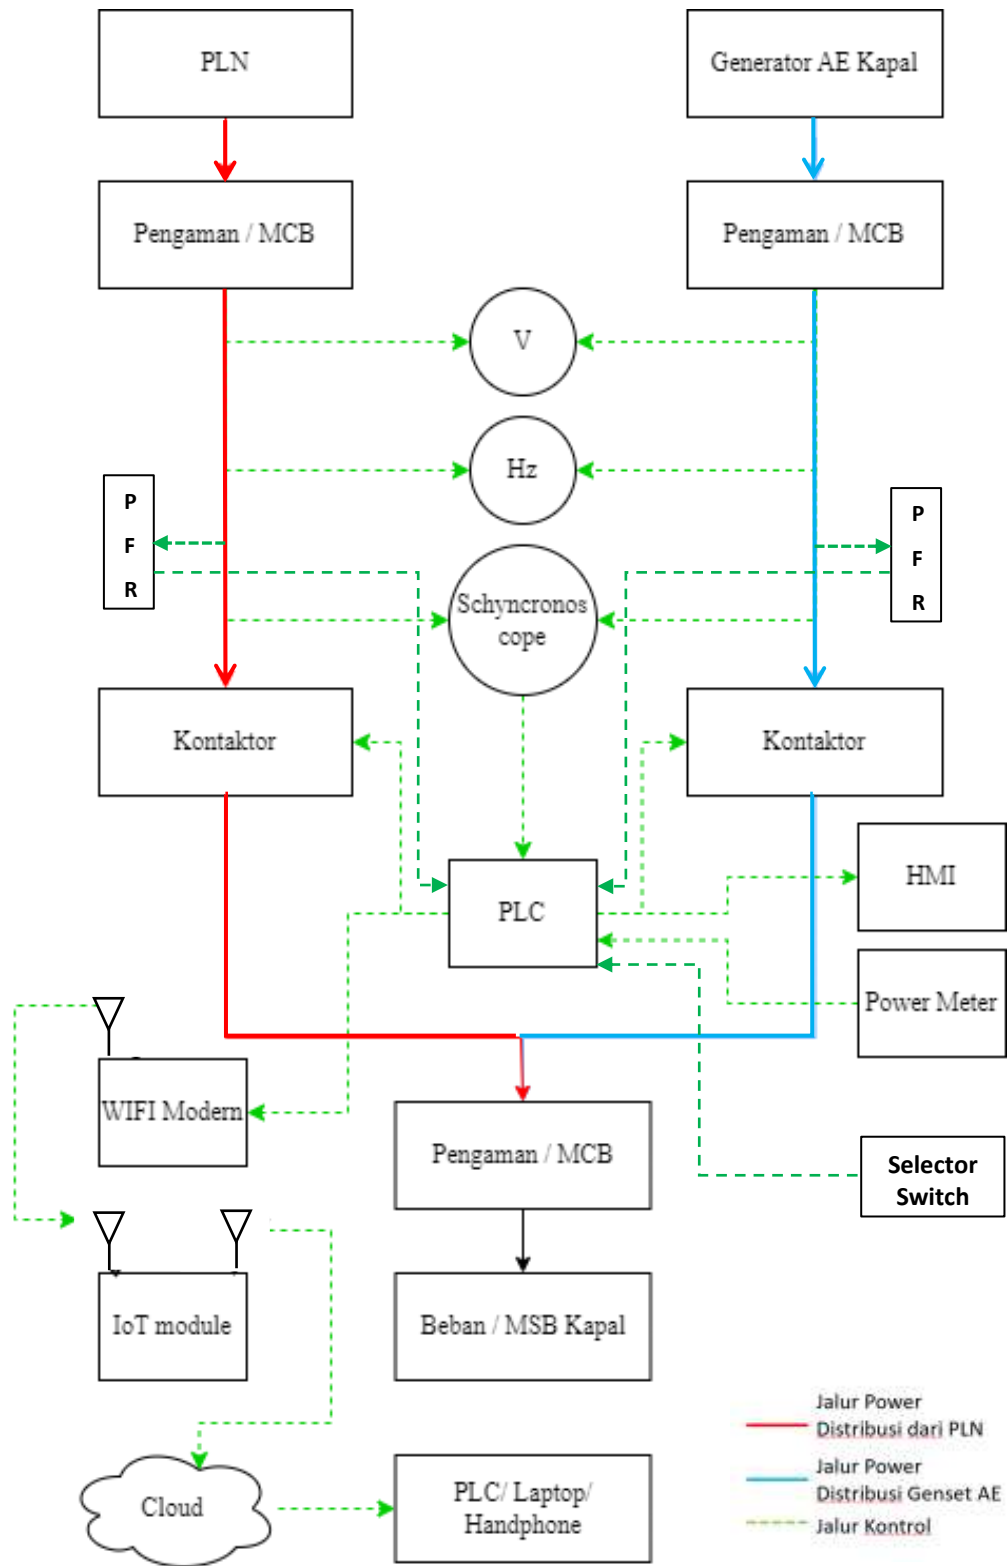 PLN
Generator AE Kapal
Pengaman / MCB
Pengaman / MCB
V
Hz
P
F
R
P
F
R
Schyncronos
cope
Kontaktor
Kontaktor
HMI
PLC
Power Meter
WIFI Modern
Pengaman / MCB
Selector
Switch
IoT module
Beban / MSB Kapal
Jalur Power
Distribusi dari PLN
Jalur Power
Distribusi Genset AE
Jalur Kontrol
Cloud
PLC/ Laptop/
Handphone